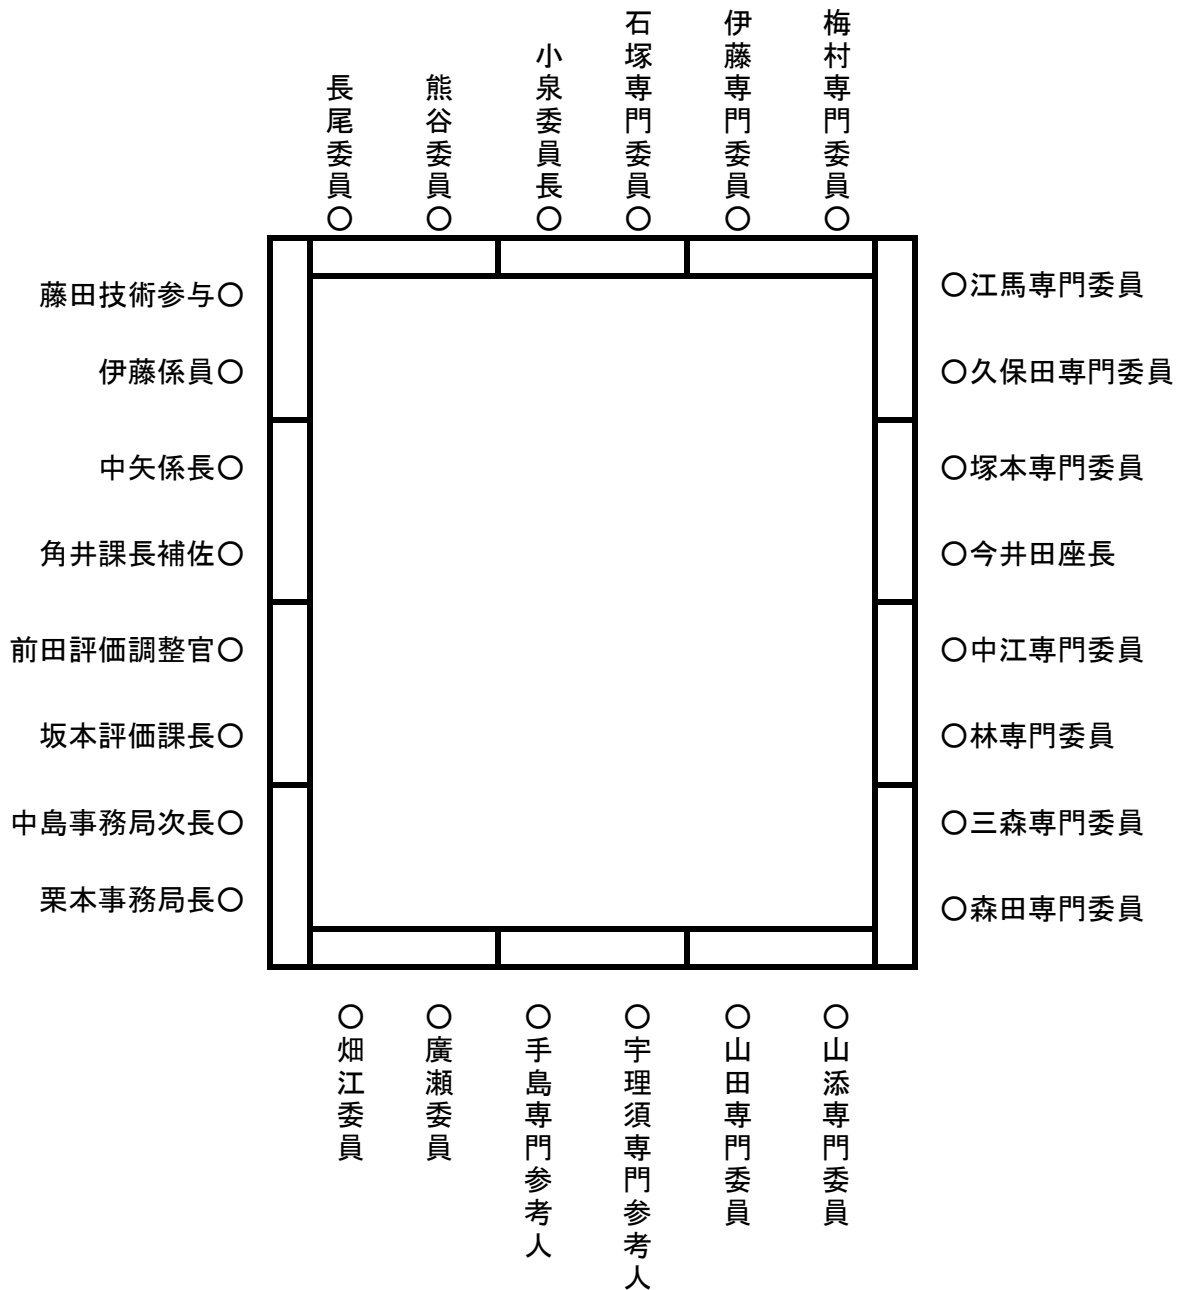 長尾委員○
熊谷委員○
小泉委員長○
石塚専門委員○
伊藤専門委員○
梅村専門委員○
藤田技術参与○
伊藤係員○
中矢係長○
角井課長補佐○
前田評価調整官○
坂本評価課長○
中島事務局次長○
栗本事務局長○
○江馬専門委員
○久保田専門委員
○塚本専門委員
○今井田座長
○中江専門委員
○林専門委員
○三森専門委員
○森田専門委員
○畑江委員
○廣瀬委員
○手島専門参考人
○宇理須専門参考人
○山田専門委員
○山添専門委員